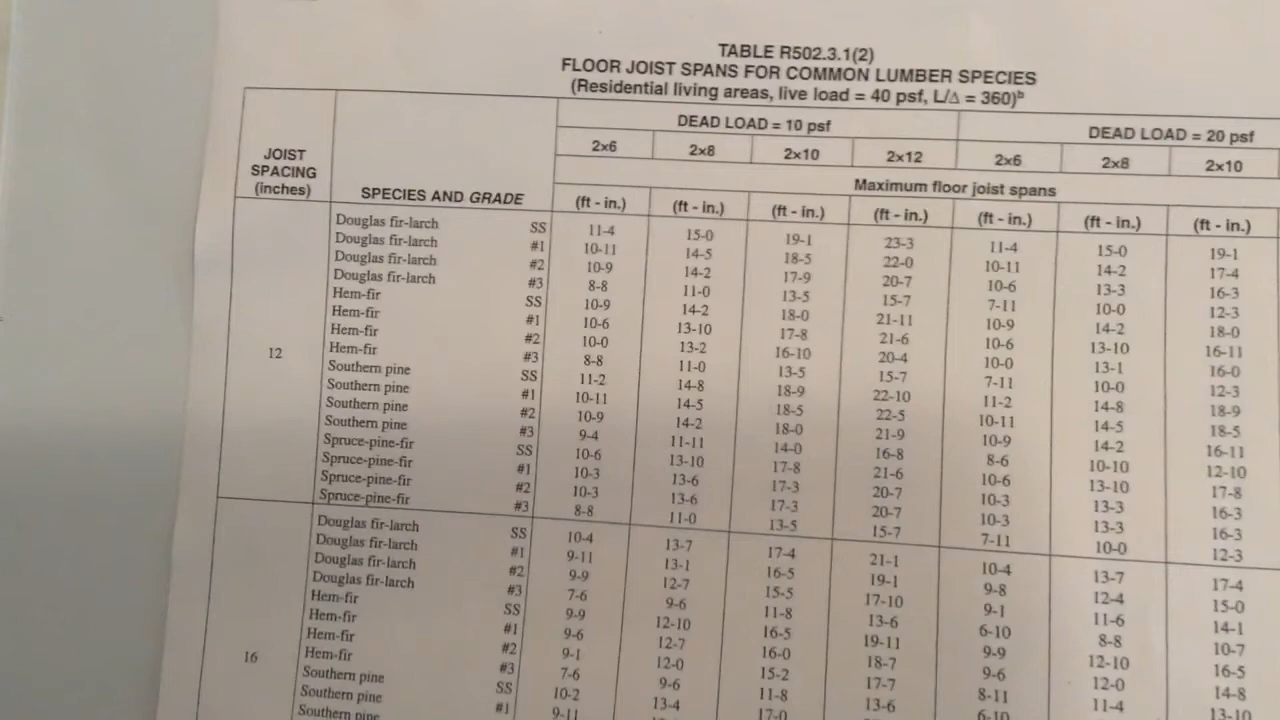 TABLE R502.3.1(2)
FLOOR JOIST SPANS FOR COMMON LUMBER SPECIES
(Residential living areas, live load = 40 psf, L/Δ = 360)b
JOIST SPACING (inches) SPECIES AND GRADE DEAD LOAD = 10 psf DEAD LOAD = 20 psf
2×6 2×8 2×10 2×12 2×6 2×8 2×10
Maximum floor joist spans
(ft - in.) (ft - in.) (ft - in.) (ft - in.) (ft - in.) (ft - in.) (ft - in.)
12
Douglas fir-larch SS 11-4 15-0 19-1 23-3 11-4 15-0 19-1
Douglas fir-larch #1 10-11 14-5 18-5 22-0 10-11 14-2 17-4
Douglas fir-larch #2 10-9 14-2 17-9 20-7 10-6 13-3 16-3
Douglas fir-larch #3 8-8 11-0 13-5 15-7 7-11 10-0 12-3
Hem-fir SS 10-9 14-2 18-0 21-11 10-9 14-2 18-0
Hem-fir #1 10-6 13-10 17-8 21-6 10-6 13-10 16-11
Hem-fir #2 10-0 13-2 16-10 20-4 10-0 13-1 16-0
Hem-fir #3 8-8 11-0 13-5 15-7 7-11 10-0 12-3
Southern pine SS 11-2 14-8 18-9 22-10 11-2 14-8 18-9
Southern pine #1 10-11 14-5 18-5 22-5 10-11 14-5 18-5
Southern pine #2 10-9 14-2 18-0 21-9 10-9 14-2 16-11
Southern pine #3 9-4 11-11 14-0 16-8 8-6 10-10 12-10
Spruce-pine-fir SS 10-6 13-10 17-8 21-6 10-6 13-10 17-8
Spruce-pine-fir #1 10-3 13-6 17-3 20-7 10-3 13-3 16-3
Spruce-pine-fir #2 10-3 13-6 17-3 20-7 10-3 13-3 16-3
Spruce-pine-fir #3 8-8 11-0 13-5 15-7 7-11 10-0 12-3
16
Douglas fir-larch SS 10-4 13-7 17-4 21-1 10-4 13-7 17-4
Douglas fir-larch #1 9-11 13-1 16-5 19-1 9-8 12-4 15-0
Douglas fir-larch #2 9-9 12-7 15-5 17-10 9-1 11-6 14-1
Douglas fir-larch #3 7-6 9-6 11-8 13-6 6-10 8-8 10-7
Hem-fir SS 9-9 12-10 16-5 19-11 9-9 12-10 16-5
Hem-fir #1 9-6 12-7 16-0 18-7 9-6 12-0 14-8
Hem-fir #2 9-1 12-0 15-2 17-7 8-11 11-4 13-10
Hem-fir #3 7-6 9-6 11-8 13-6 6-10
Southern pine SS 10-2 13-4 17-0
Southern pine #1 9-11
Southern pine